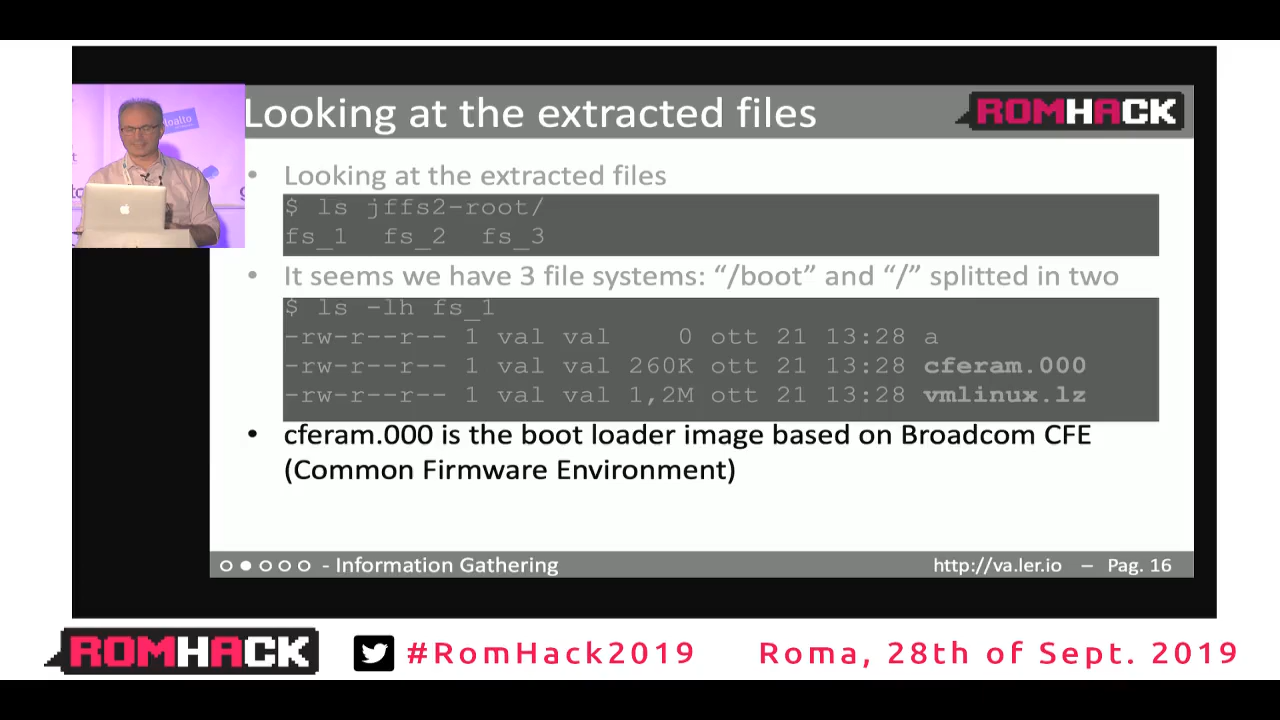 Looking at the extracted files
ROMHACK
• Looking at the extracted files
$ ls jffs2-root/
fs_1 fs_2 fs_3
• It seems we have 3 file systems: “/boot” and “/” splitted in two
$ ls -lh fs_1
-rw-r--r-- 1 val val 0 ott 21 13:28 a
-rw-r--r-- 1 val val 260K ott 21 13:28 cferam.000
-rw-r--r-- 1 val val 1,2M ott 21 13:28 vmlinux.lz
• cferam.000 is the boot loader image based on Broadcom CFE
(Common Firmware Environment)
- Information Gathering
http://va.ler.io – Pag. 16
ROMHACK
#RomHack2019
Roma, 28th of Sept. 2019